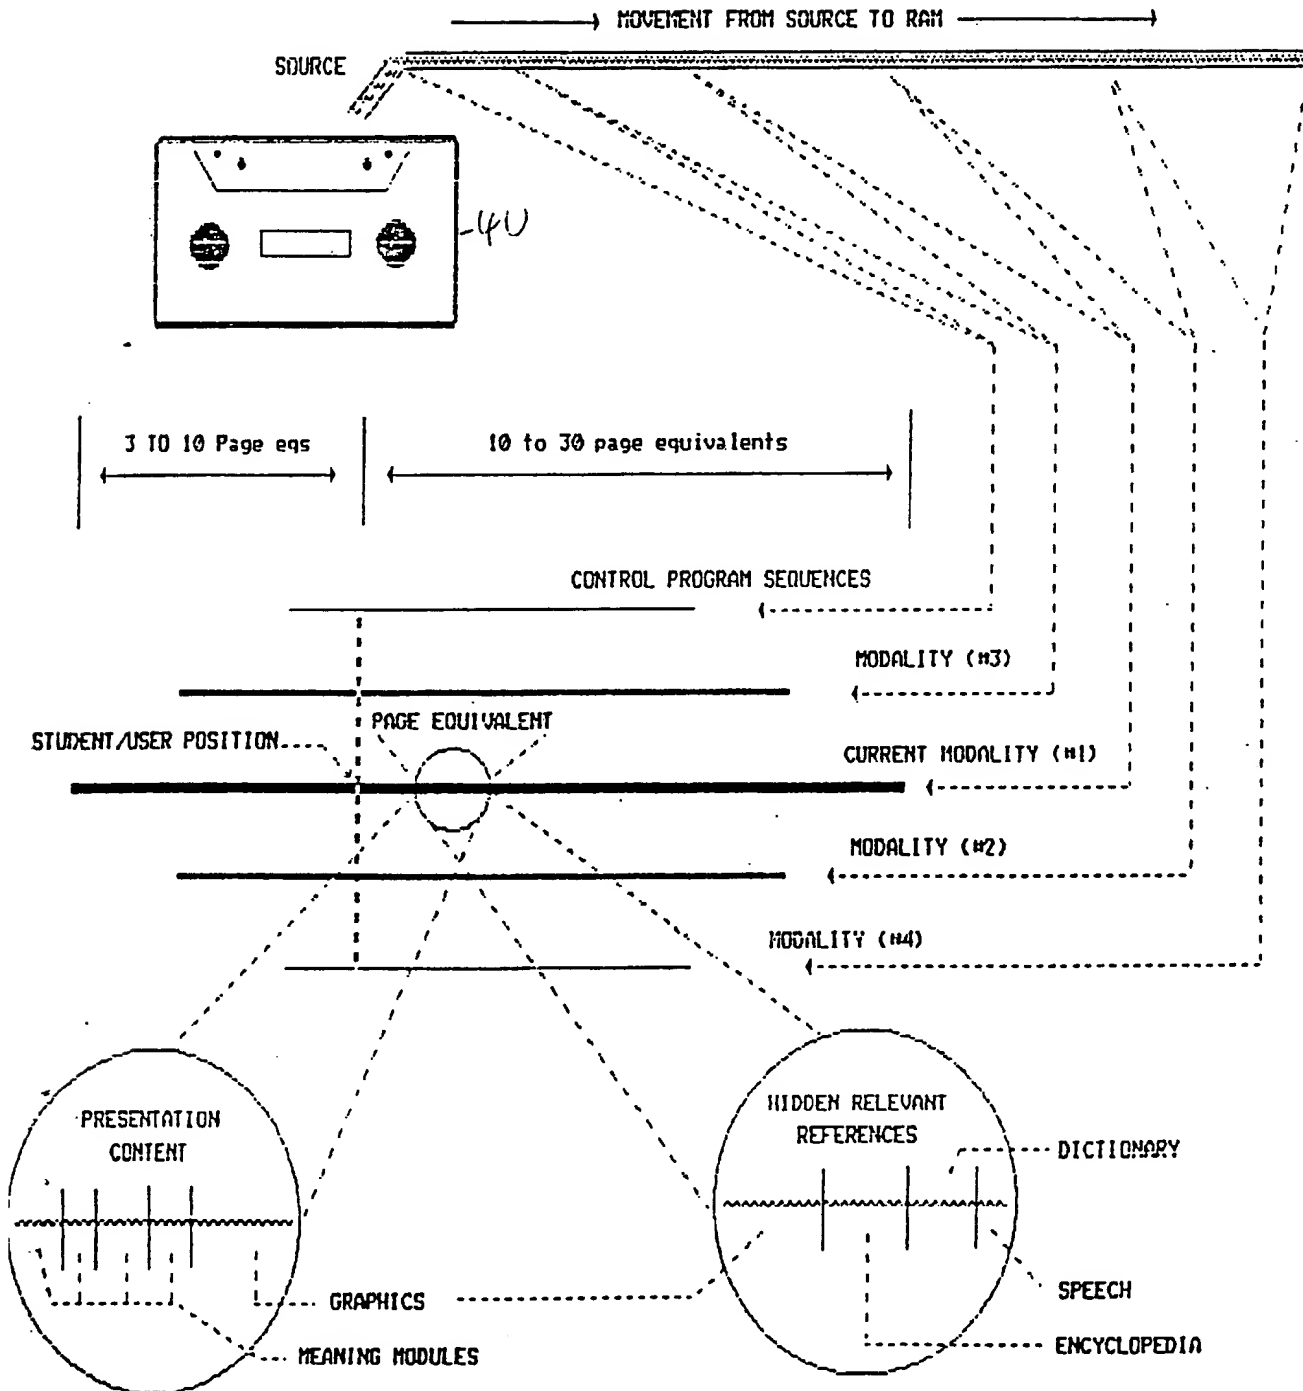 MOVEMENT FROM SOURCE TO RAM
SOURCE
40
3 TO 10 Page eqs
10 to 30 page equivalents
CONTROL PROGRAM SEQUENCES
MODALITY (#3)
PAGE EQUIVALENT
STUDENT/USER POSITION
CURRENT MODALITY (#1)
MODALITY (#2)
MODALITY (#4)
PRESENTATION
CONTENT
HIDDEN RELEVANT
REFERENCES
DICTIONARY
GRAPHICS
SPEECH
MEANING MODULES
ENCYCLOPEDIA